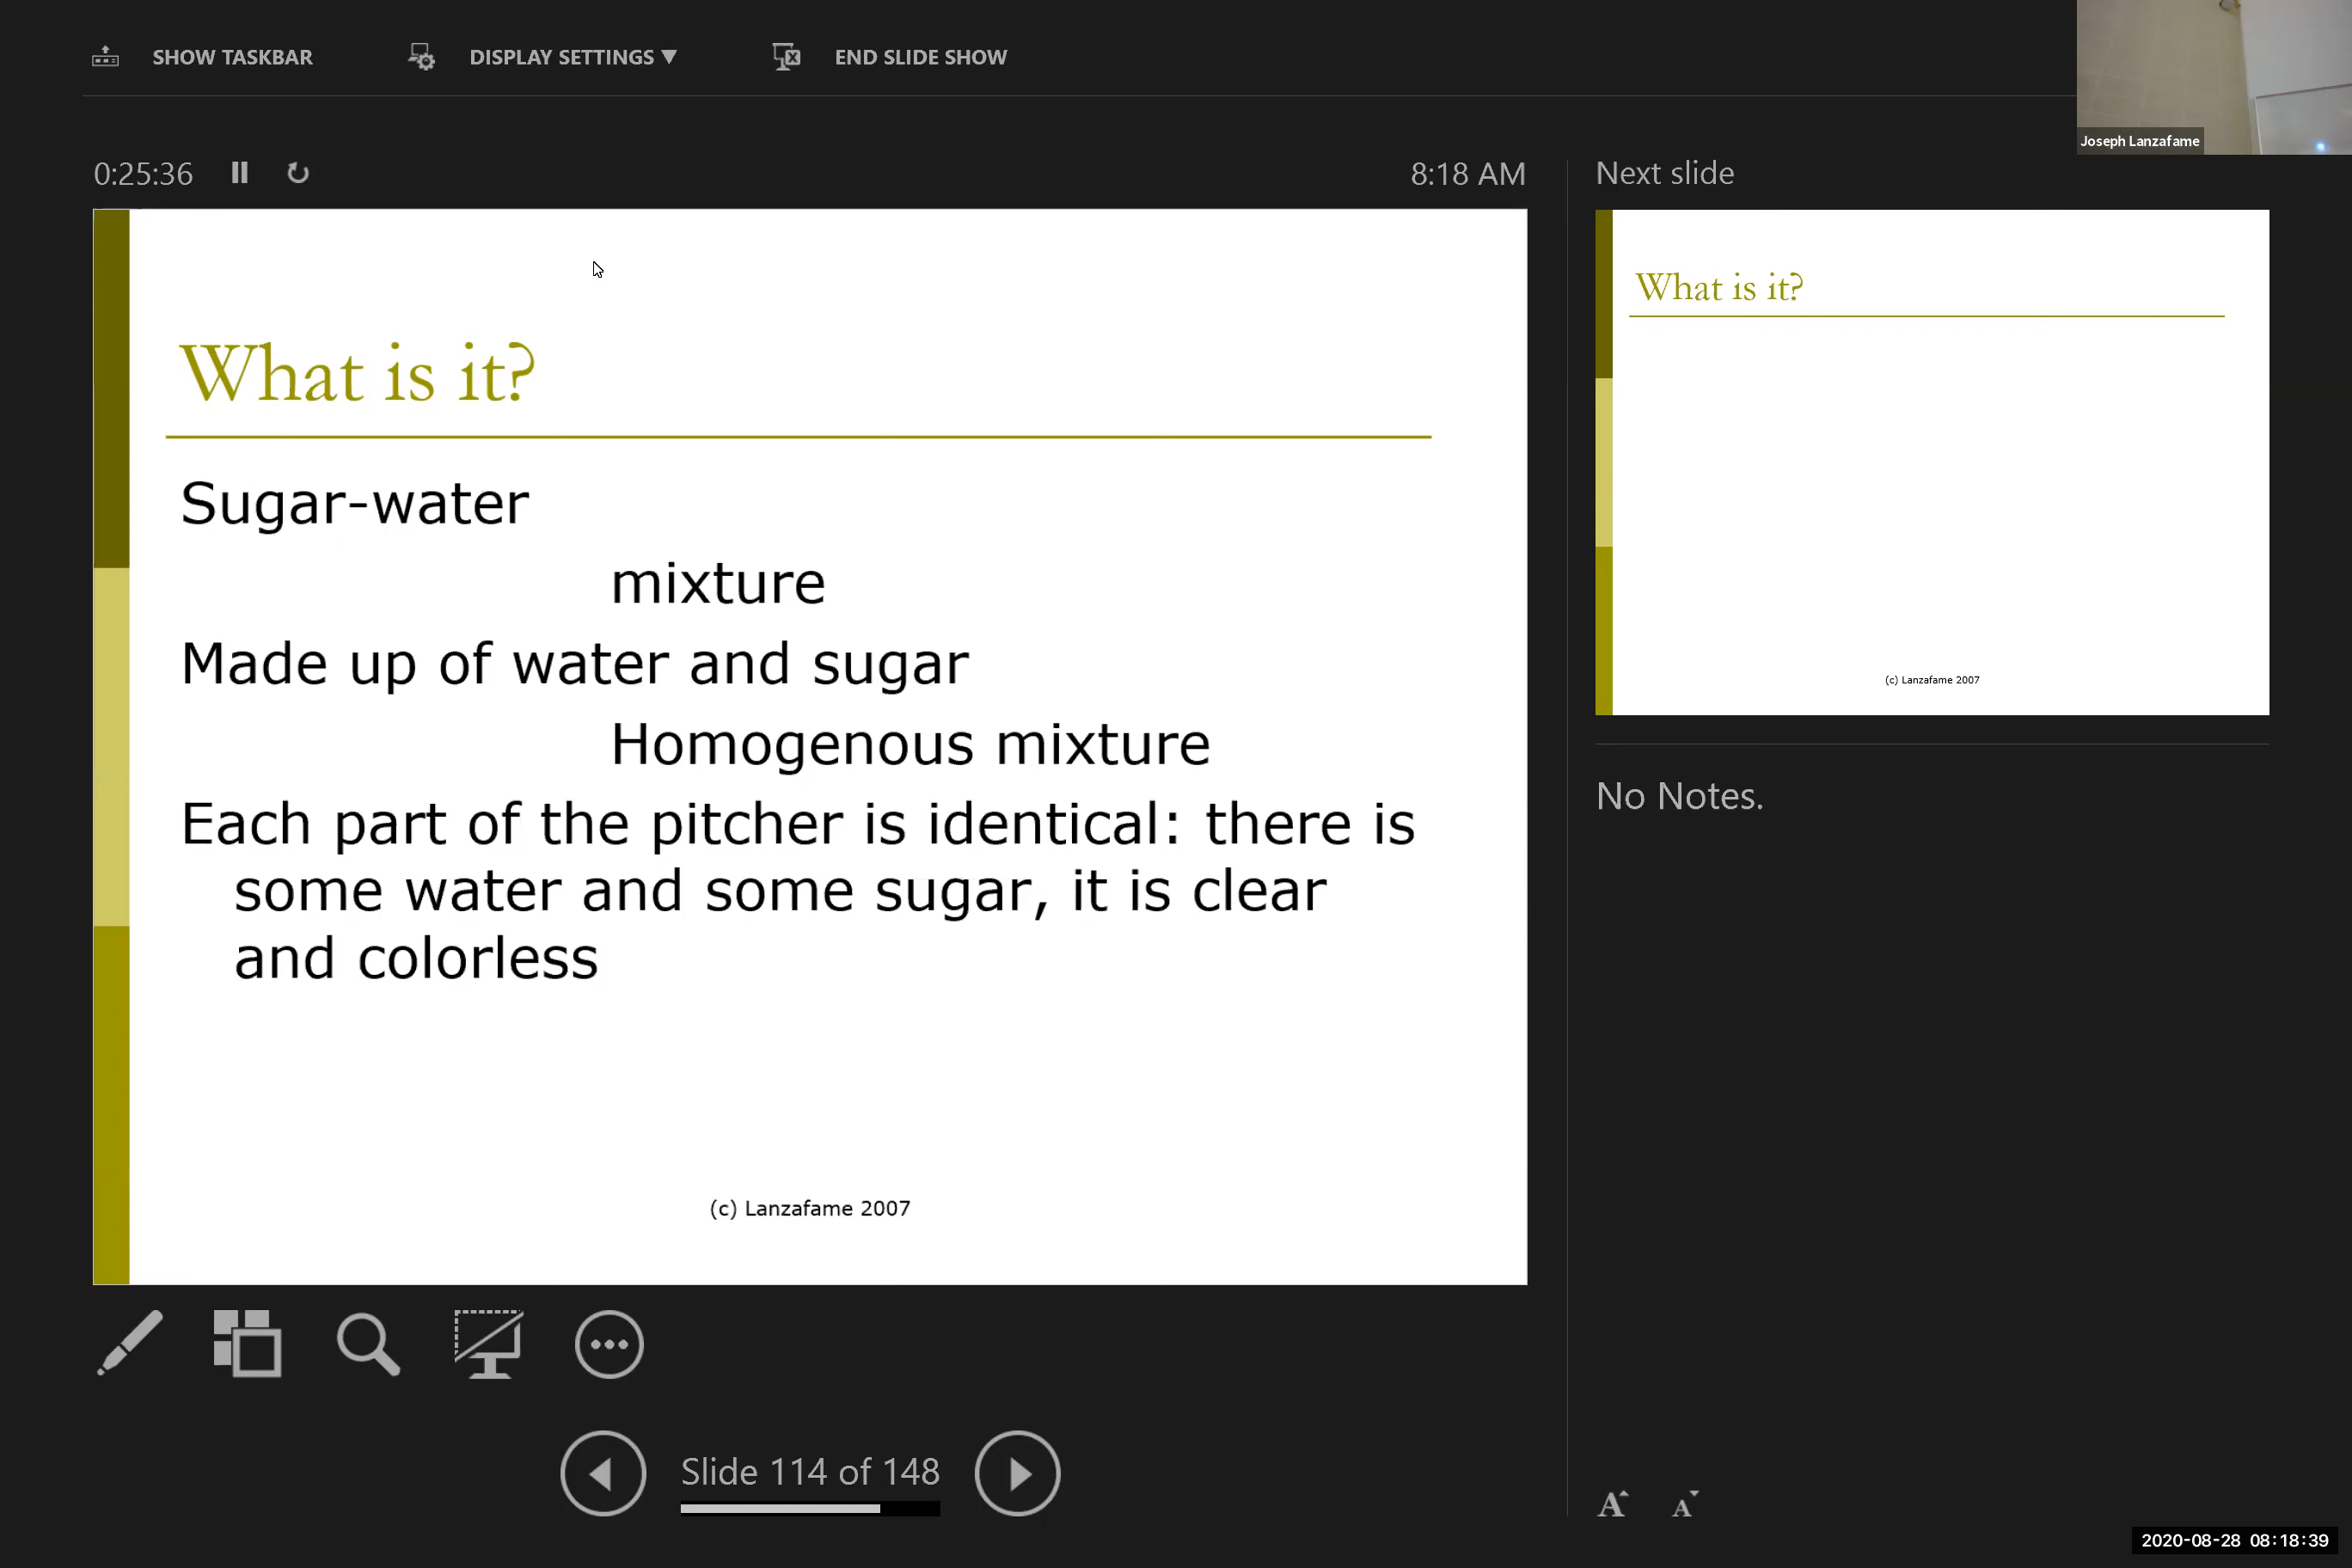 SHOW TASKBAR
DISPLAY SETTINGS ▼
END SLIDE SHOW
Joseph Lanzafame
0:25:36
8:18 AM
Next slide
What is it?
Sugar-water
mixture
Made up of water and sugar
Homogenous mixture
Each part of the pitcher is identical: there is
some water and some sugar, it is clear
and colorless
(c) Lanzafame 2007
What is it?
(c) Lanzafame 2007
No Notes.
Slide 114 of 148
A
A
2020-08-28 08:18:39